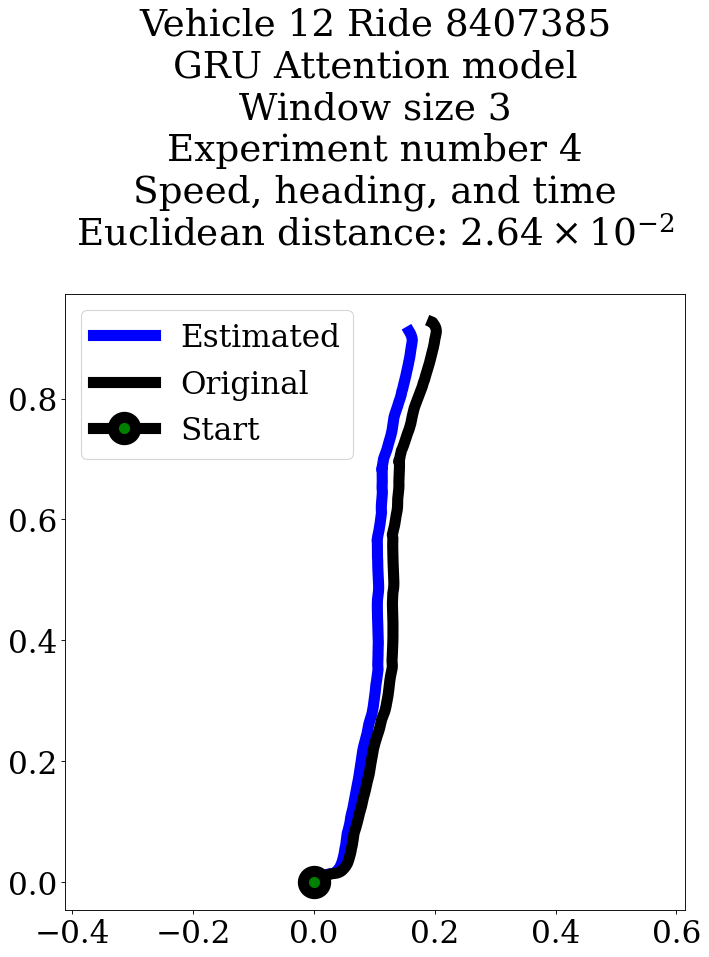 Vehicle 12 Ride 8407385
GRU Attention model
Window size 3
Experiment number 4
Speed, heading, and time
Euclidean distance: 2.64 × 10⁻²
Estimated
Original
Start
0.8
0.6
0.4
0.2
0.0
−0.4 −0.2 0.0 0.2 0.4 0.6